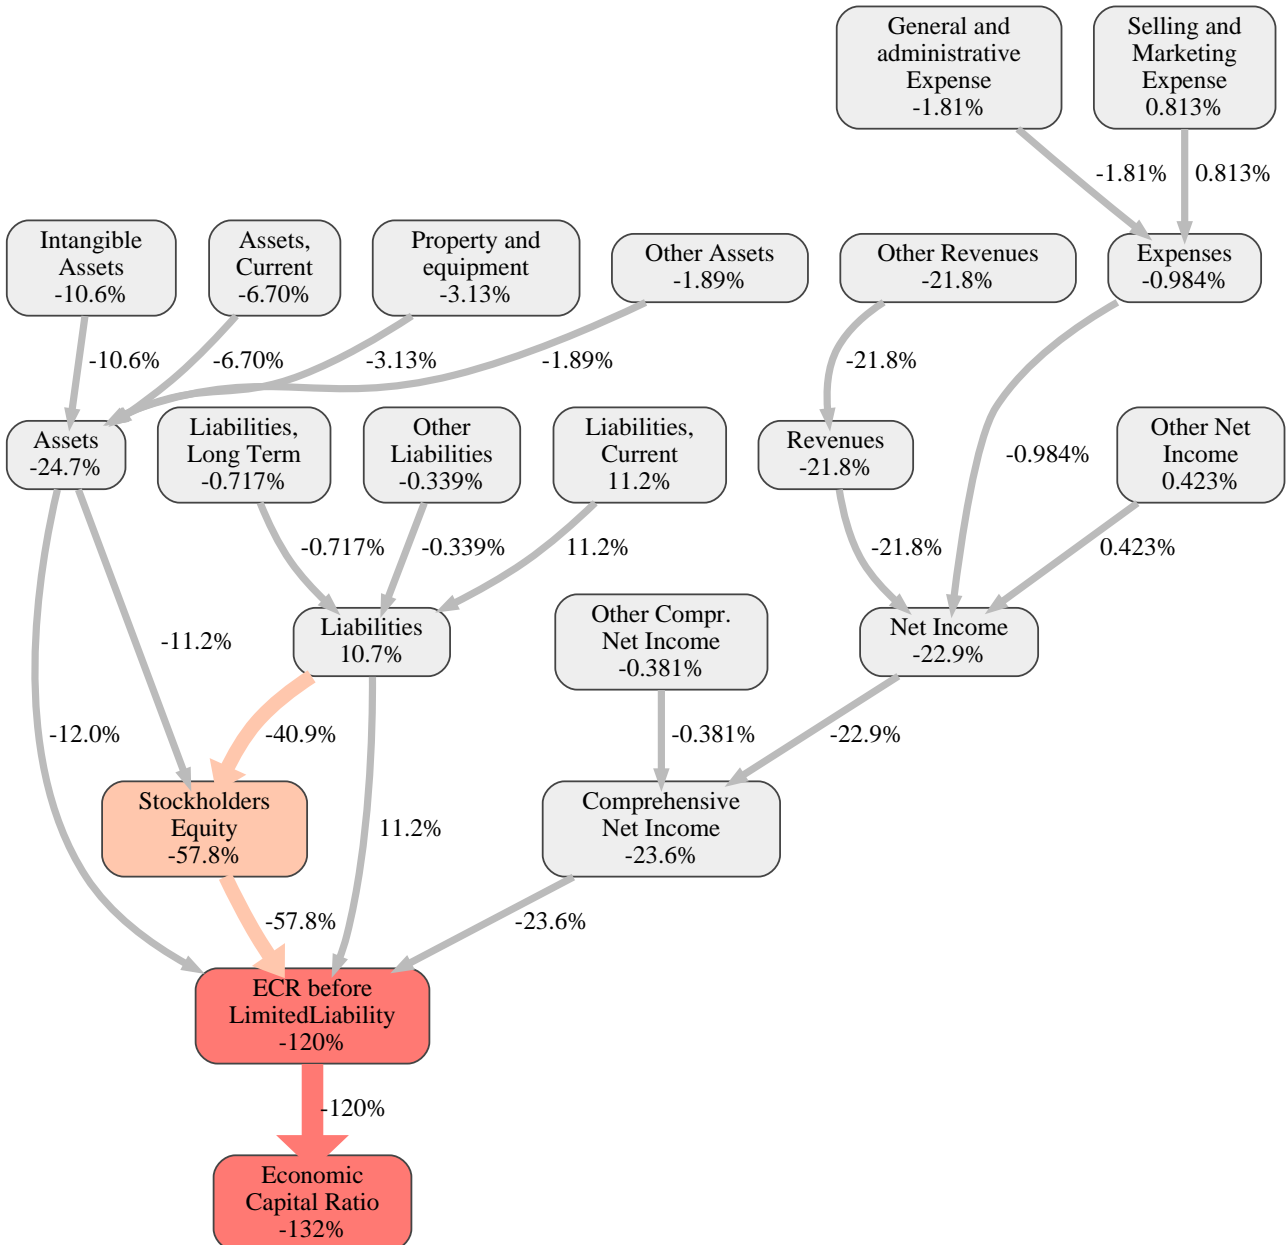 General and
administrative
Expense
-1.81%
Selling and
Marketing
Expense
0.813%
-1.81%
0.813%
Intangible
Assets
-10.6%
Assets,
Current
-6.70%
Property and
equipment
-3.13%
Other Assets
-1.89%
Other Revenues
-21.8%
Expenses
-0.984%
-10.6%
-6.70%
-3.13%
-1.89%
-21.8%
Assets
-24.7%
Liabilities,
Long Term
-0.717%
Other
Liabilities
-0.339%
Liabilities,
Current
11.2%
Revenues
-21.8%
-0.984%
Other Net
Income
0.423%
-0.717%
-0.339%
11.2%
-21.8%
0.423%
-11.2%
Liabilities
10.7%
Other Compr.
Net Income
-0.381%
Net Income
-22.9%
-12.0%
-40.9%
-0.381%
-22.9%
Stockholders
Equity
-57.8%
11.2%
Comprehensive
Net Income
-23.6%
-57.8%
-23.6%
ECR before
LimitedLiability
-120%
-120%
Economic
Capital Ratio
-132%